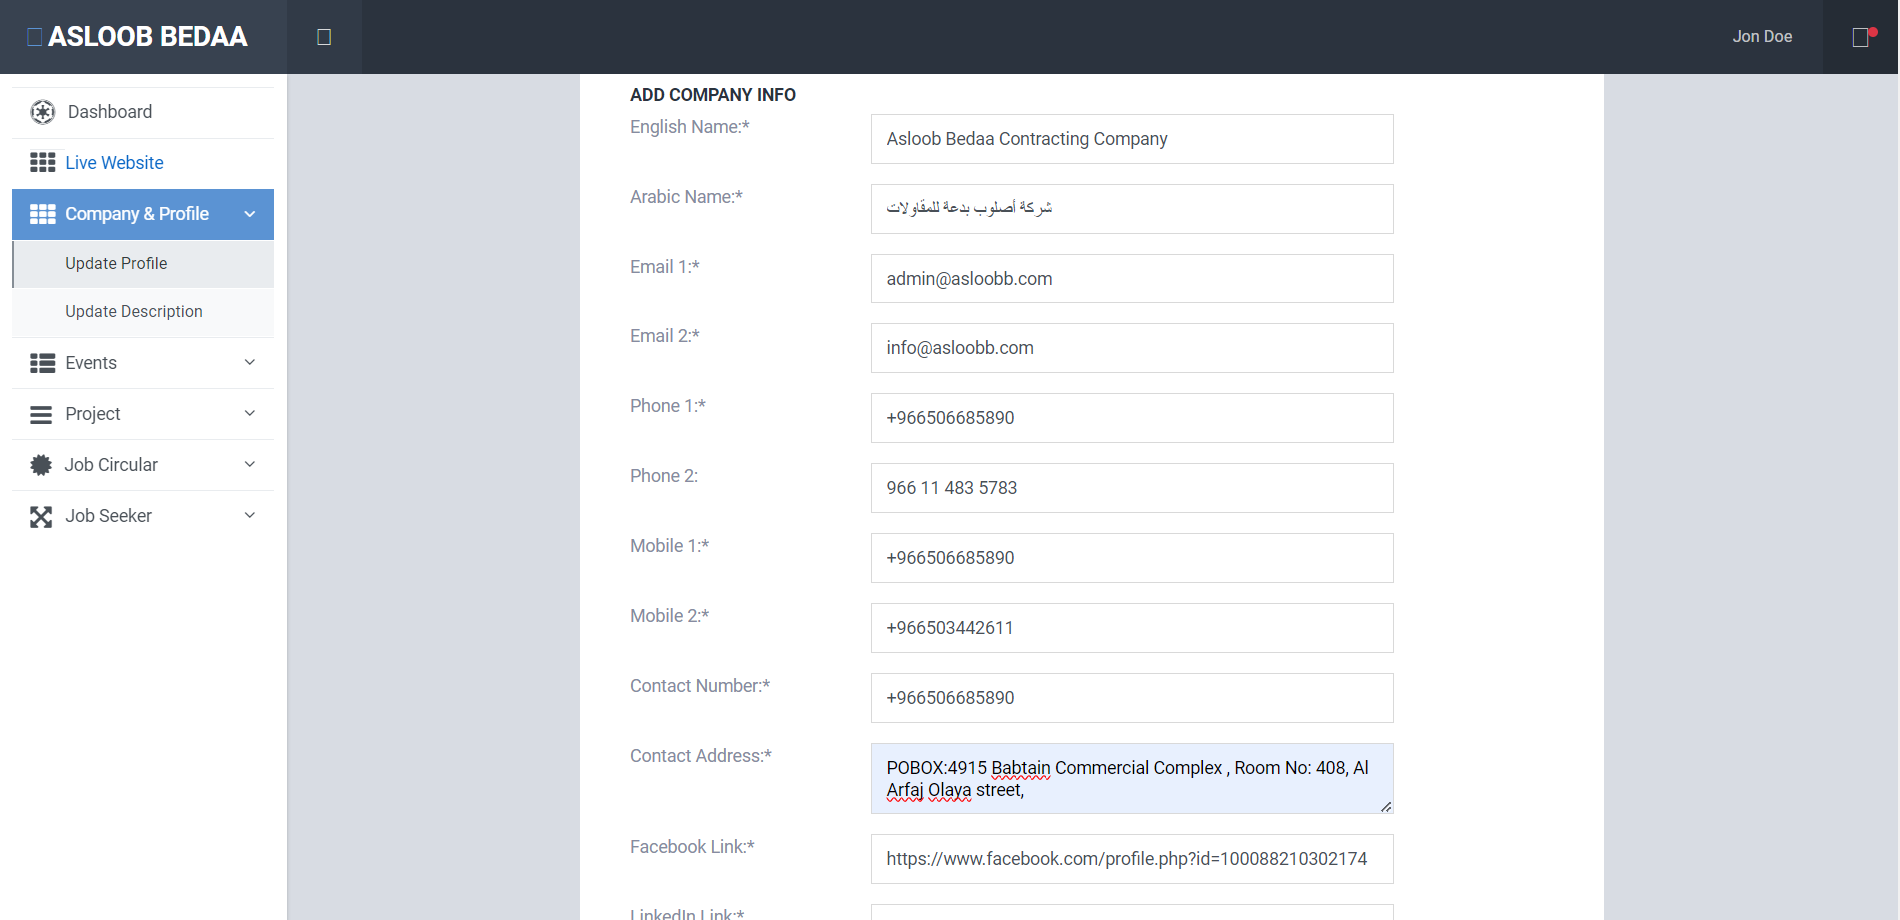 ASLOOB BEDAA
Jon Doe
Dashboard
Live Website
Company & Profile
Update Profile
Update Description
Events
Project
Job Circular
Job Seeker
ADD COMPANY INFO
English Name:*
Asloob Bedaa Contracting Company
Arabic Name:*
شركة أصلوب بدعة للمقاولات
Email 1:*
admin@asloobb.com
Email 2:*
info@asloobb.com
Phone 1:*
+966506685890
Phone 2:
966 11 483 5783
Mobile 1:*
+966506685890
Mobile 2:*
+966503442611
Contact Number:*
+966506685890
Contact Address:*
POBOX:4915 Babtain Commercial Complex , Room No: 408, Al
Arfaj Olaya street,
Facebook Link:*
https://www.facebook.com/profile.php?id=100088210302174
LinkedIn Link:*